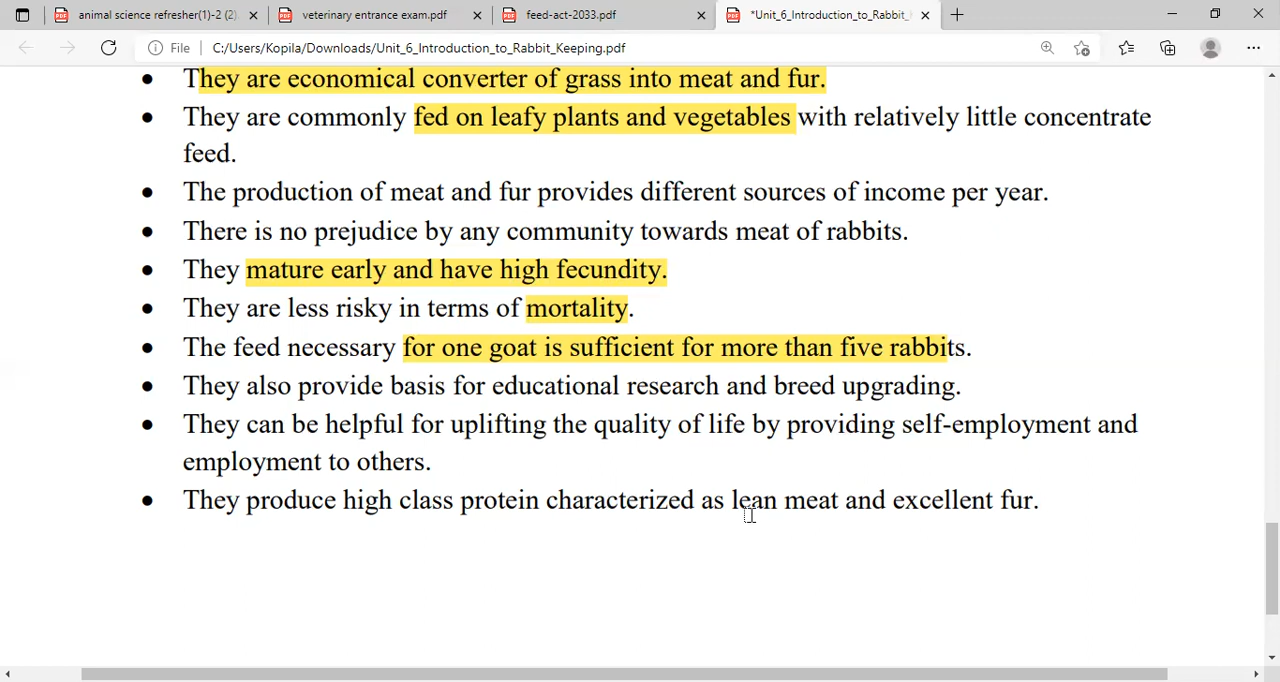 animal science refresher(1)-2 (2)
veterinary entrance exam.pdf
feed-act-2033.pdf
*Unit_6_Introduction_to_Rabbit_
File
C:/Users/Kopila/Downloads/Unit_6_Introduction_to_Rabbit_Keeping.pdf
• They are economical converter of grass into meat and fur.
• They are commonly fed on leafy plants and vegetables with relatively little concentrate
feed.
• The production of meat and fur provides different sources of income per year.
• There is no prejudice by any community towards meat of rabbits.
• They mature early and have high fecundity.
• They are less risky in terms of mortality.
• The feed necessary for one goat is sufficient for more than five rabbits.
• They also provide basis for educational research and breed upgrading.
• They can be helpful for uplifting the quality of life by providing self-employment and
employment to others.
• They produce high class protein characterized as lean meat and excellent fur.